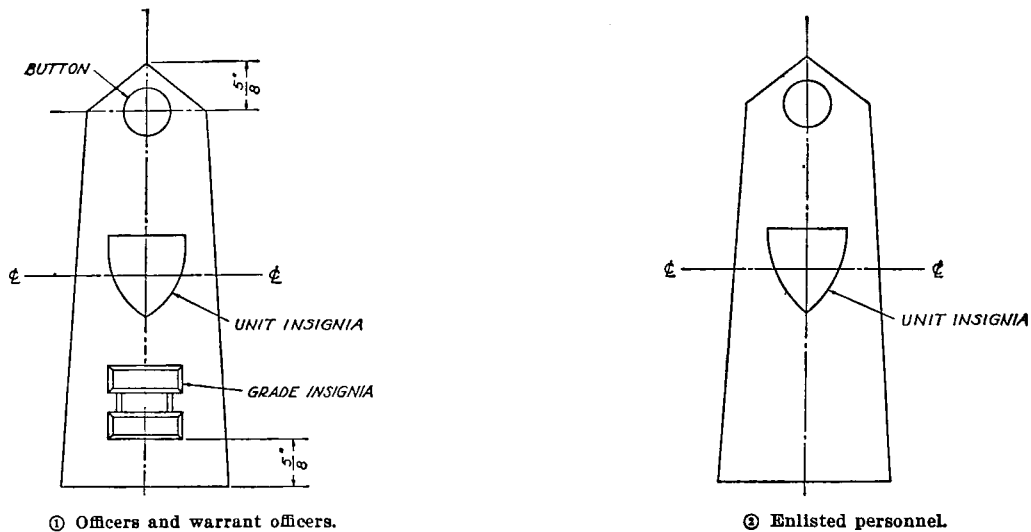 BUTTON
5"
8
℄ ℄
UNIT INSIGNIA
GRADE INSIGNIA
5"
8
① Officers and warrant officers.
℄ ℄
UNIT INSIGNIA
② Enlisted personnel.